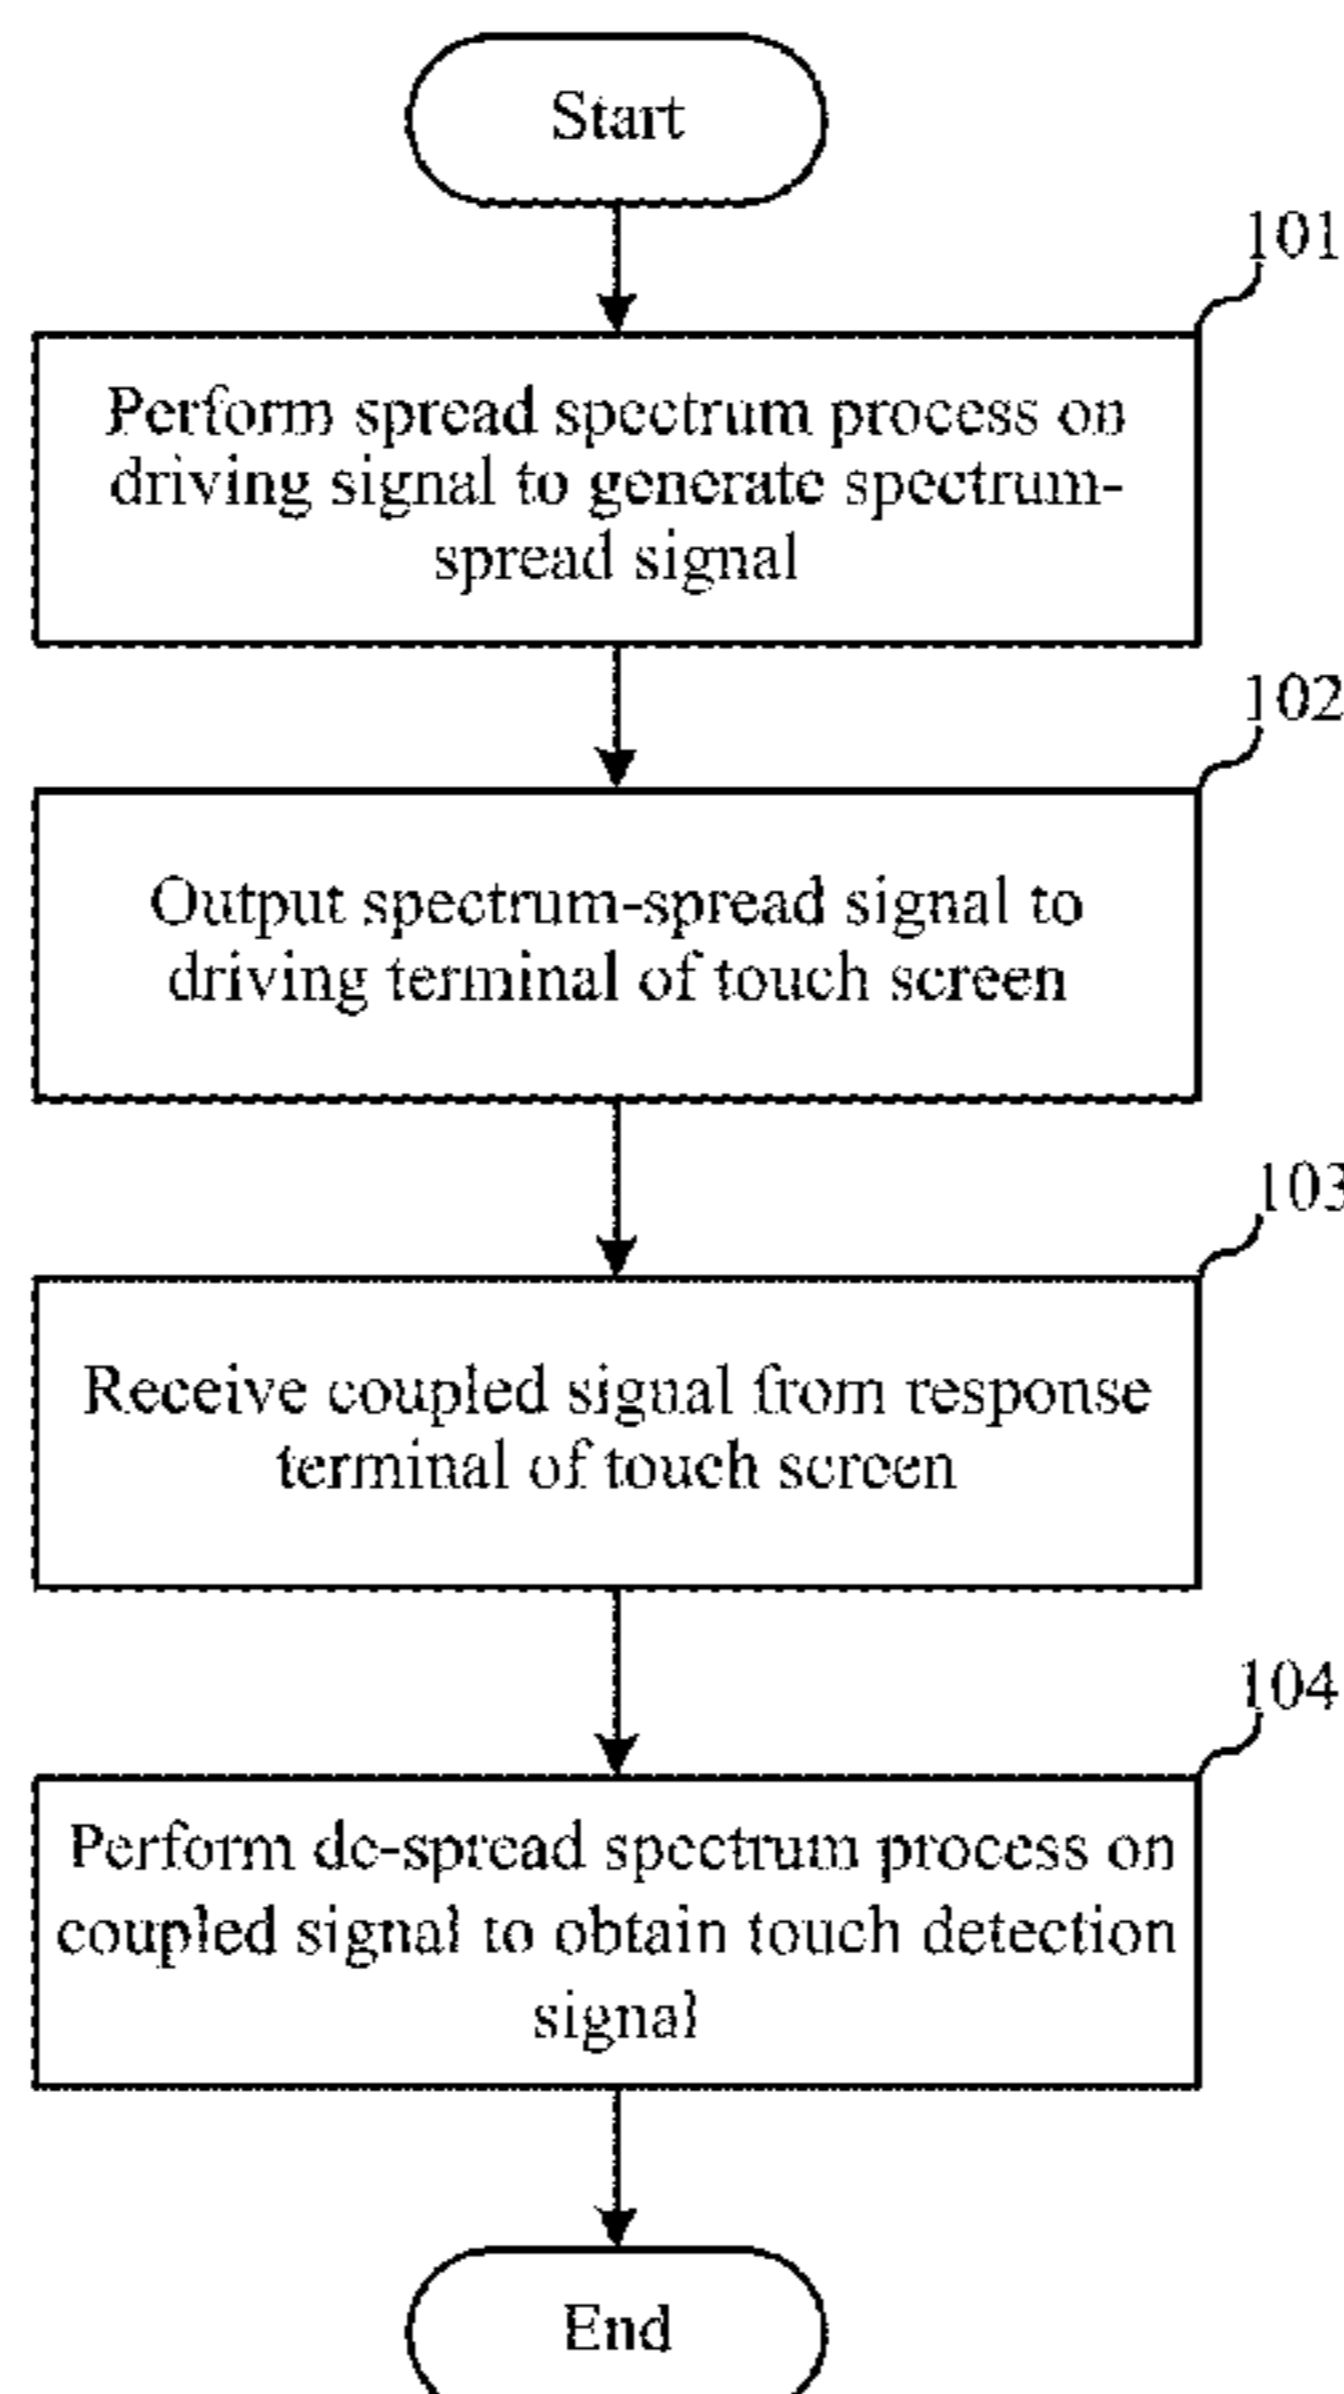 Start
101
Perform spread spectrum process on
driving signal to generate spectrum-
spread signal
102
Output spectrum-spread signal to
driving terminal of touch screen
103
Receive coupled signal from response
terminal of touch screen
104
Perform de-spread spectrum process on
coupled signal to obtain touch detection
signal
End